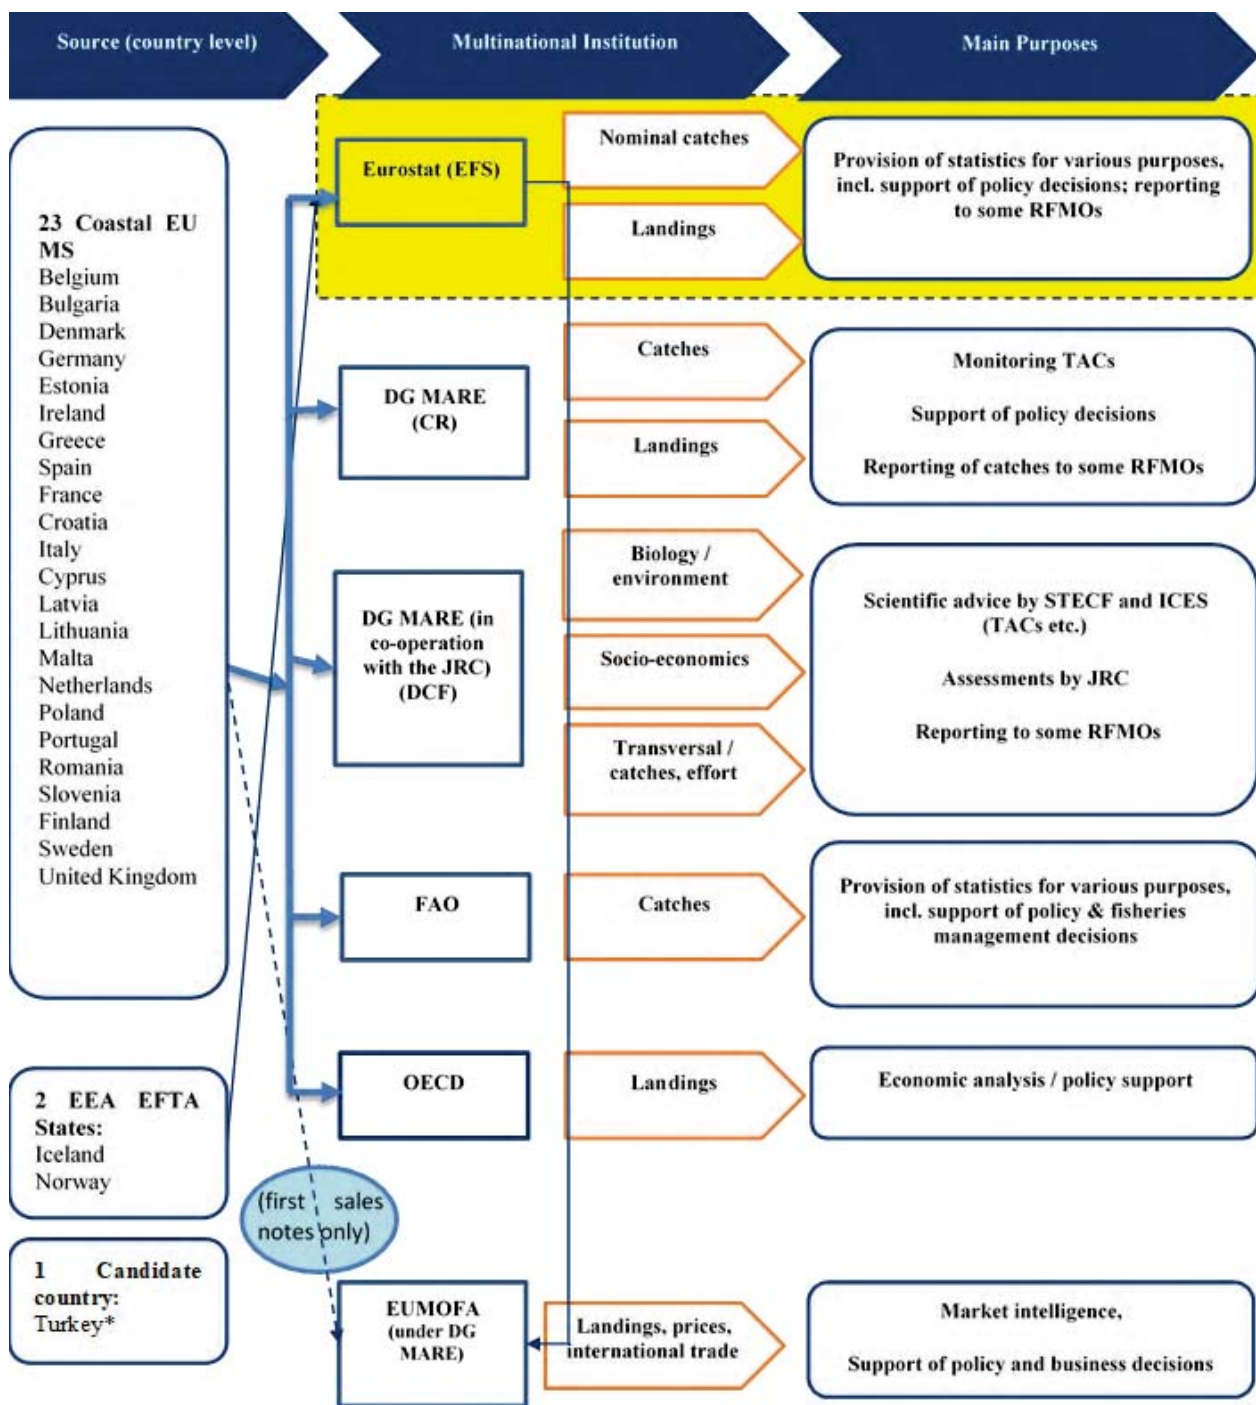 Source (country level)
Multinational Institution
Main Purposes
23 Coastal EU
MS
Belgium
Bulgaria
Denmark
Germany
Estonia
Ireland
Greece
Spain
France
Croatia
Italy
Cyprus
Latvia
Lithuania
Malta
Netherlands
Poland
Portugal
Romania
Slovenia
Finland
Sweden
United Kingdom
2 EEA EFTA
States:
Iceland
Norway
1 Candidate
country:
Turkey*
Eurostat (EFS)
Nominal catches
Landings
Provision of statistics for various purposes,
incl. support of policy decisions; reporting
to some RFMOs
DG MARE
(CR)
Catches
Landings
Monitoring TACs
Support of policy decisions
Reporting of catches to some RFMOs
DG MARE (in
co-operation
with the JRC)
(DCF)
Biology /
environment
Socio-economics
Transversal /
catches, effort
Scientific advice by STECF and ICES
(TACs etc.)
Assessments by JRC
Reporting to some RFMOs
FAO
Catches
Provision of statistics for various purposes,
incl. support of policy & fisheries
management decisions
OECD
Landings
Economic analysis / policy support
(first sales
notes only)
EUMOFA
(under DG
MARE)
Landings, prices,
international trade
Market intelligence,
Support of policy and business decisions